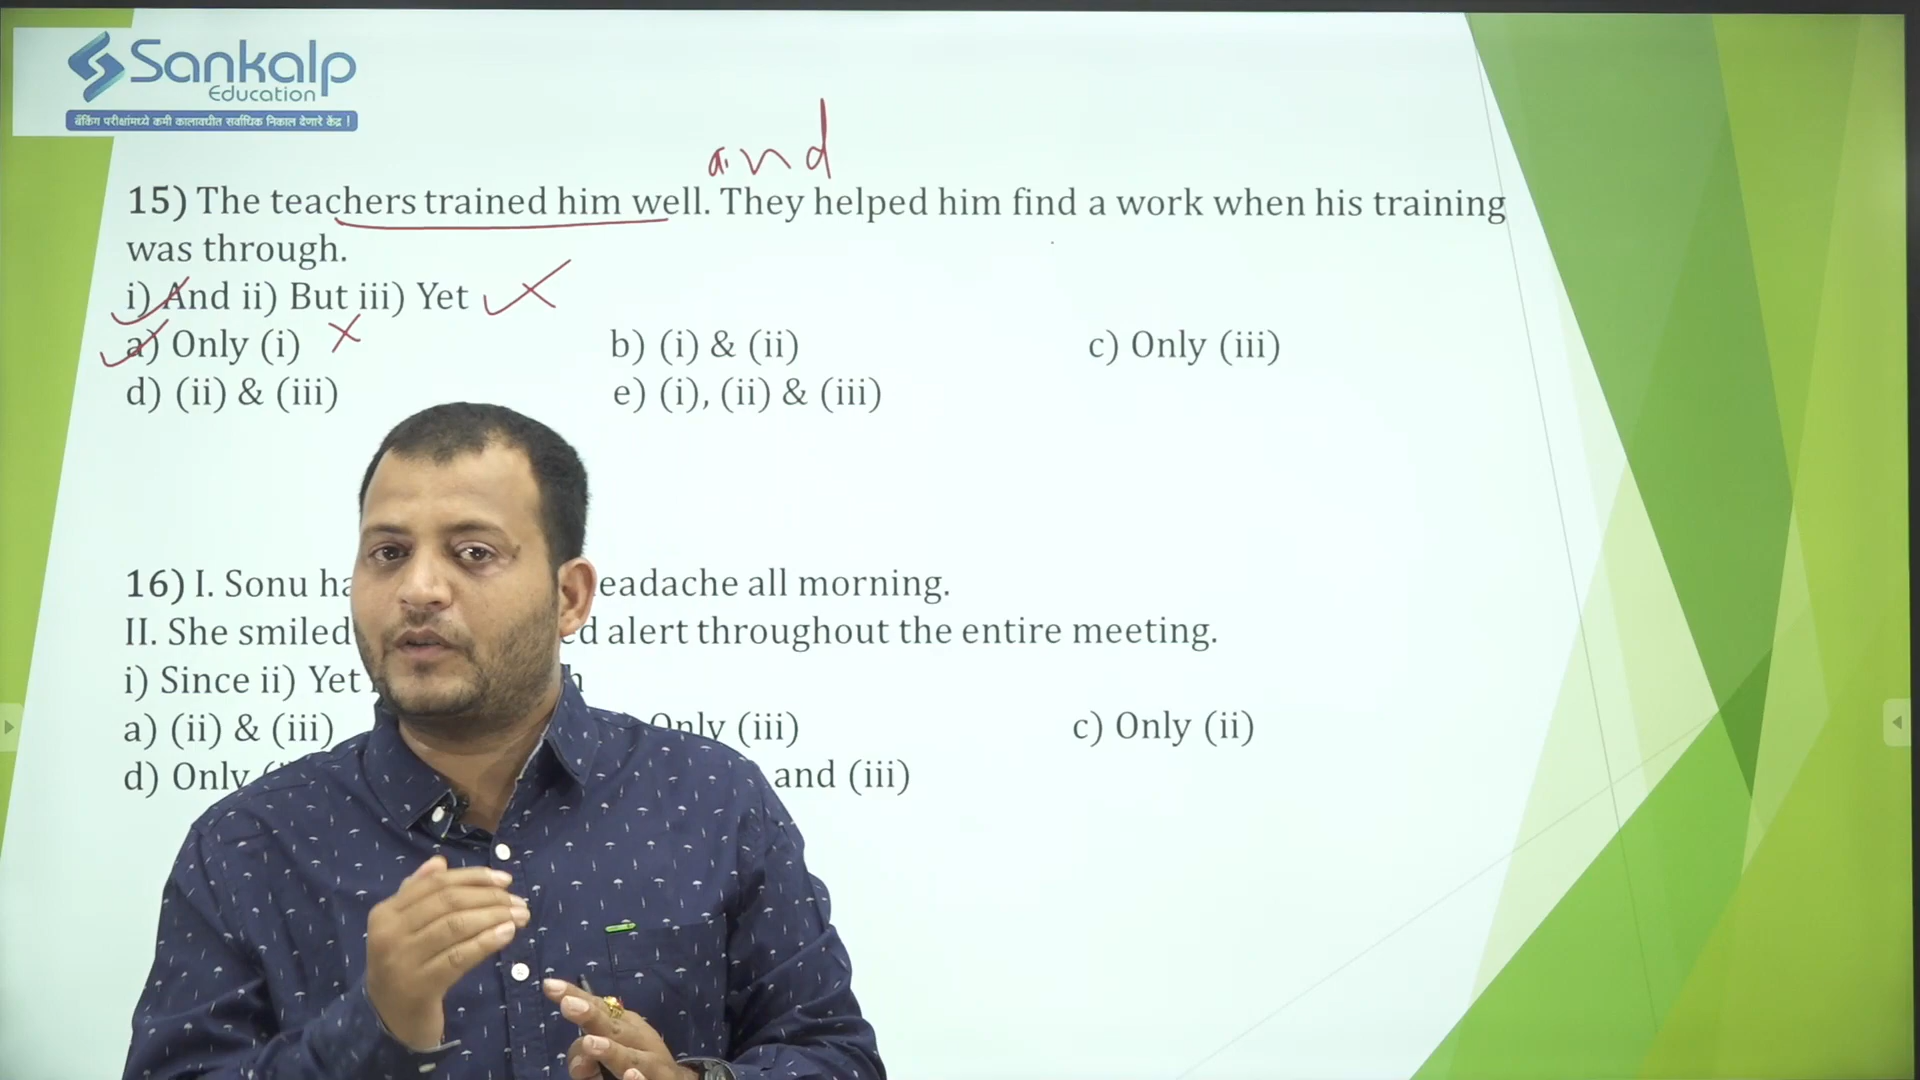 Sankalp
Education
बँकिंग परीक्षांमध्ये कमी कालावधीत सर्वाधिक निकाल देणारे केंद्र !
and
15) The teachers trained him well. They helped him find a work when his training
was through.
i) And ii) But iii) Yet
a) Only (i) b) (i) & (ii) c) Only (iii)
d) (ii) & (iii) e) (i), (ii) & (iii)
16) I. Sonu eadache all morning.
II. She smiled alert throughout the entire meeting.
i) Since ii) Yet
a) (ii) & (iii) Only (iii) c) Only (ii)
d) Only and (iii)